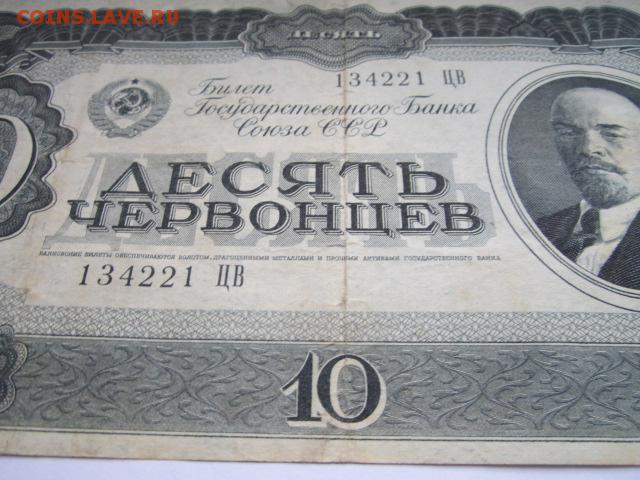 COINS.LAVE.RU
ДЕСЯТЬ
Билет 134221 ЦВ
Государственного Банка
Союза ССР
ДЕСЯТЬ
ЧЕРВОНЦЕВ
БАНКОВСКИЕ БИЛЕТЫ ОБЕСПЕЧИВАЮТСЯ ЗОЛОТОМ, ДРАГОЦЕННЫМИ МЕТАЛЛАМИ И ПРОЧИМИ АКТИВАМИ ГОСУДАРСТВЕННОГО БАНКА
134221 ЦВ
10